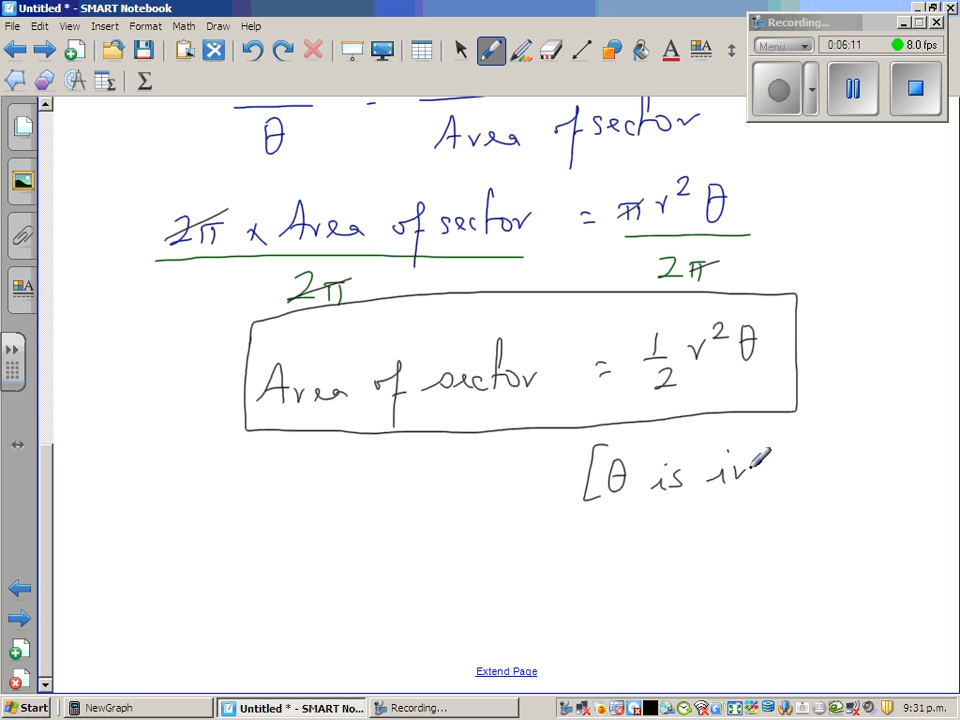 Untitled * - SMART Notebook
File Edit View Insert Format Math Draw Help
Recording...
Menu 0:06:11 8.0 fps
θ = Area of sector
2π × Area of sector = πr²θ
2π 2π
Area of sector = 1/2 r²θ
[θ is in
Extend Page
Start NewGraph Untitled * - SMART No... Recording... 9:31 p.m.